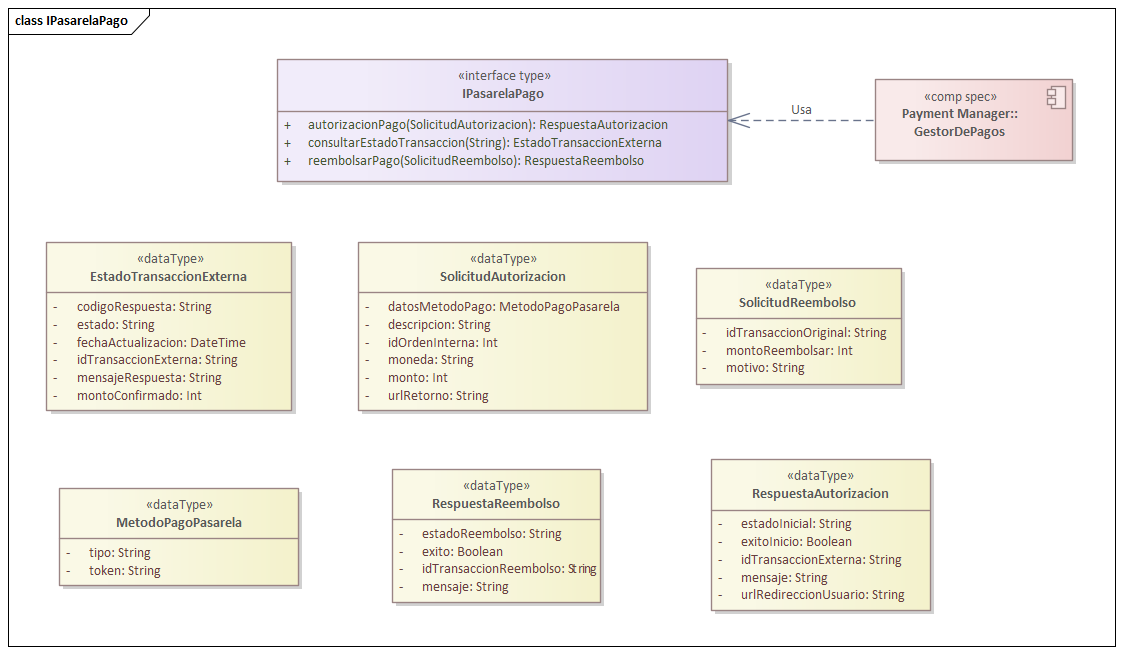 class IPasarelaPago
«interface type»
IPasarelaPago
+ autorizacionPago(SolicitudAutorizacion): RespuestaAutorizacion
+ consultarEstadoTransaccion(String): EstadoTransaccionExterna
+ reembolsarPago(SolicitudReembolso): RespuestaReembolso
Usa
«comp spec»
Payment Manager::
GestorDePagos
«dataType»
EstadoTransaccionExterna
- codigoRespuesta: String
- estado: String
- fechaActualizacion: DateTime
- idTransaccionExterna: String
- mensajeRespuesta: String
- montoConfirmado: Int
«dataType»
SolicitudAutorizacion
- datosMetodoPago: MetodoPagoPasarela
- descripcion: String
- idOrdenInterna: Int
- moneda: String
- monto: Int
- urlRetorno: String
«dataType»
SolicitudReembolso
- idTransaccionOriginal: String
- montoReembolsar: Int
- motivo: String
«dataType»
MetodoPagoPasarela
- tipo: String
- token: String
«dataType»
RespuestaReembolso
- estadoReembolso: String
- exito: Boolean
- idTransaccionReembolso: String
- mensaje: String
«dataType»
RespuestaAutorizacion
- estadoInicial: String
- exitoInicio: Boolean
- idTransaccionExterna: String
- mensaje: String
- urlRedireccionUsuario: String